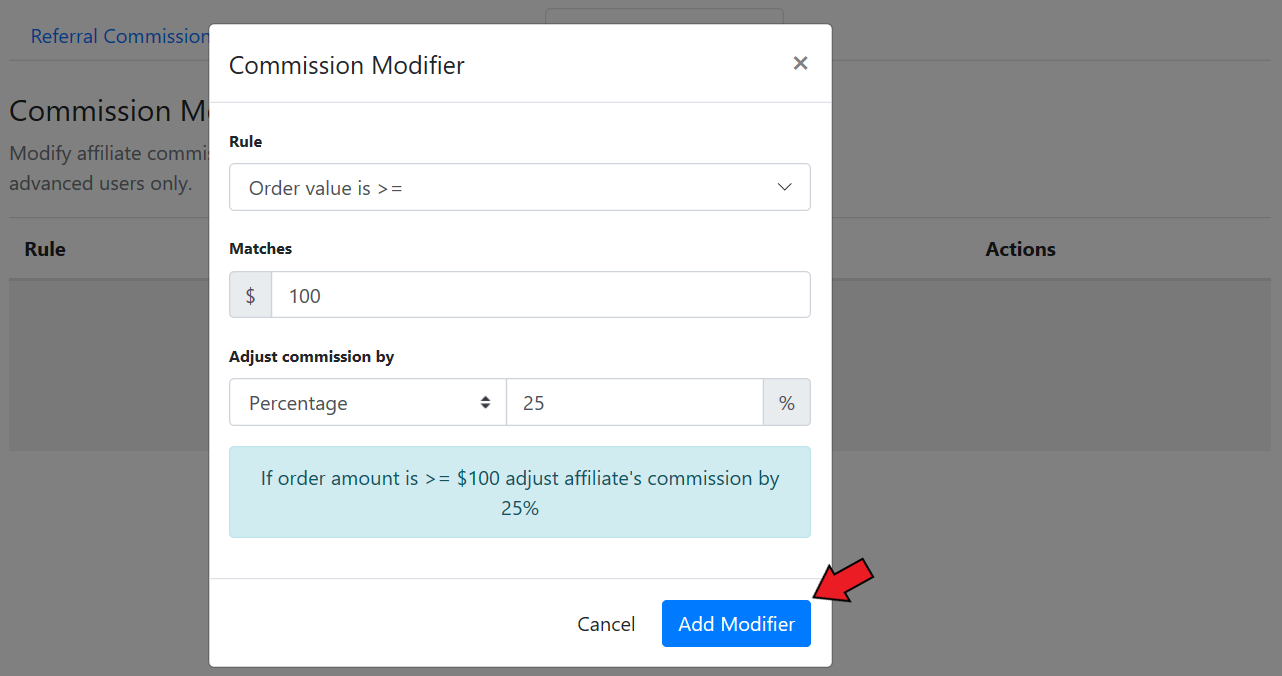 Referral Commission
Commission Modifier
×
Commission M
Modify affiliate commis
advanced users only.
Rule
Order value is >=
Matches
$ 100
Adjust commission by
Percentage 25 %
If order amount is >= $100 adjust affiliate's commission by
25%
Cancel Add Modifier
Rule
Actions